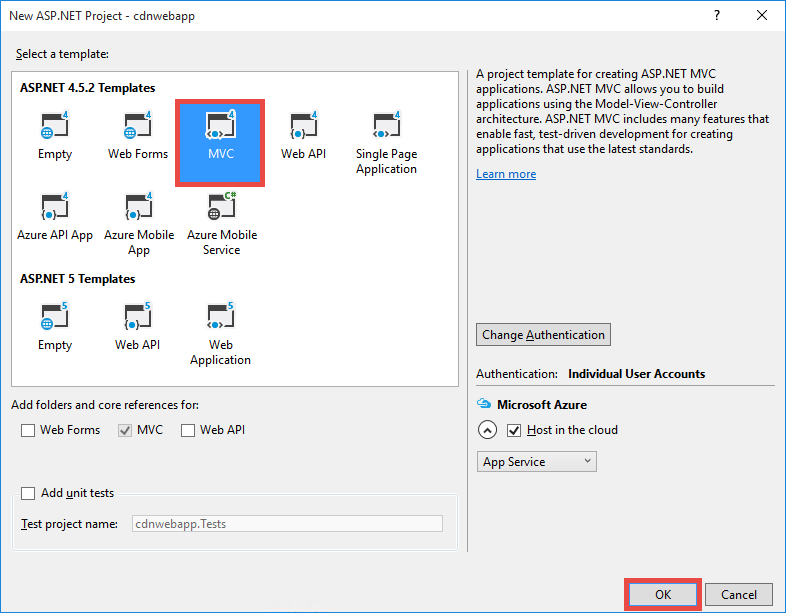 New ASP.NET Project - cdnwebapp
?
Select a template:
ASP.NET 4.5.2 Templates
4
Empty
4
Web Forms
4
MVC
4
Web API
4
Single Page
Application
4
Azure API App
4
Azure Mobile
App
C#
Azure Mobile
Service
ASP.NET 5 Templates
5
Empty
5
Web API
5
Web
Application
A project template for creating ASP.NET MVC
applications. ASP.NET MVC allows you to build
applications using the Model-View-Controller
architecture. ASP.NET MVC includes many features that
enable fast, test-driven development for creating
applications that use the latest standards.
Learn more
Change Authentication
Authentication: Individual User Accounts
Microsoft Azure
Host in the cloud
App Service
Add folders and core references for:
Web Forms MVC Web API
Add unit tests
Test project name: cdnwebapp.Tests
OK Cancel